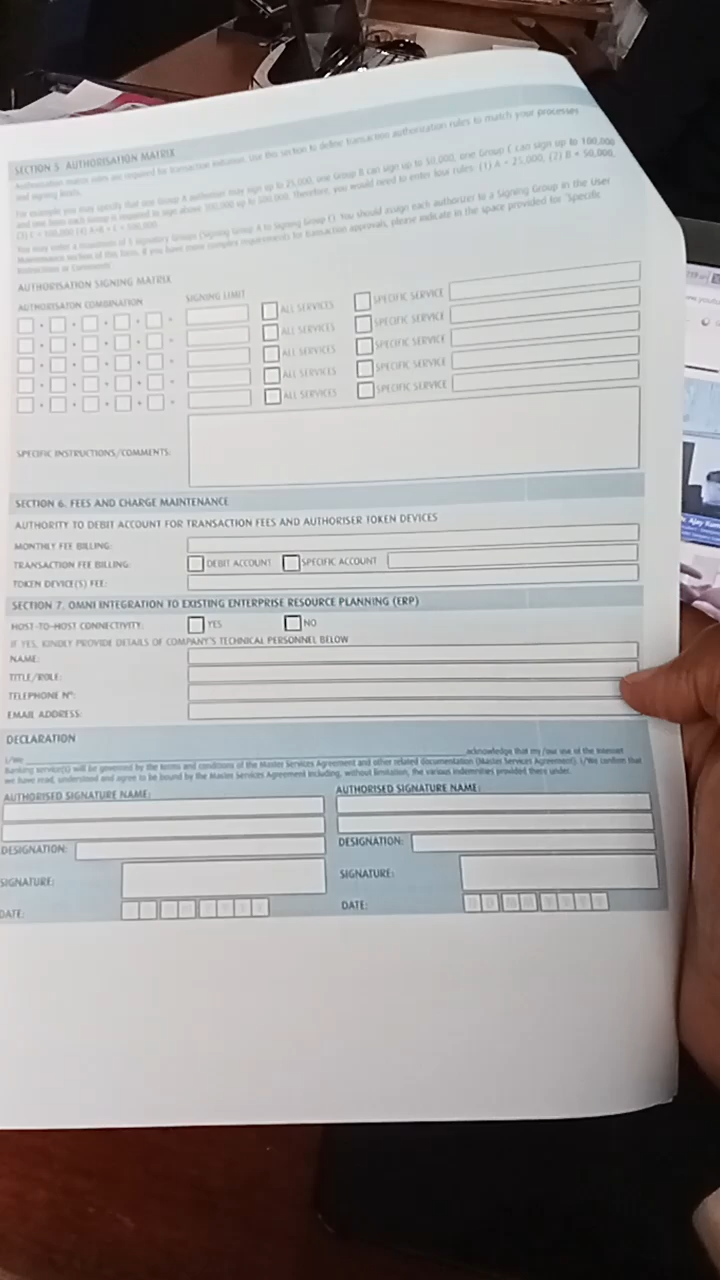 SECTION 5. AUTHORISATION MATRIX
Authorisation matrix rules are required for transaction initiation. Use this section to define transaction authorisation rules to match your processes
and signing limits.
For example you may specify that one Group A authoriser may sign up to 25,000, one Group B can sign up to 50,000, one Group C can sign up to 100,000
and one from each Group is required to sign above 100,000 up to 500,000. Therefore, you would need to enter four rules: (1) A = 25,000, (2) B = 50,000,
(3) C = 100,000 (4) A+B + C = 500,000.
You may enter a maximum of 5 signatory Groups (Signing Group A to Signing Group E). You should assign each authoriser to a Signing Group in the User
Maintenance section of this form. If you have more complex requirements for transaction approvals, please indicate in the space provided for "Specific
Instructions or Comments"
AUTHORISATION SIGNING MATRIX
AUTHORISATON COMBINATION SIGNING LIMIT
+ + + + = ALL SERVICES SPECIFIC SERVICE
+ + + + = ALL SERVICES SPECIFIC SERVICE
+ + + + = ALL SERVICES SPECIFIC SERVICE
+ + + + = ALL SERVICES SPECIFIC SERVICE
+ + + + = ALL SERVICES SPECIFIC SERVICE
SPECIFIC INSTRUCTIONS/COMMENTS:
SECTION 6. FEES AND CHARGE MAINTENANCE
AUTHORITY TO DEBIT ACCOUNT FOR TRANSACTION FEES AND AUTHORISER TOKEN DEVICES
MONTHLY FEE BILLING:
TRANSACTION FEE BILLING: DEBIT ACCOUNT SPECIFIC ACCOUNT
TOKEN DEVICE(S) FEE:
SECTION 7. OMNI INTEGRATION TO EXISTING ENTERPRISE RESOURCE PLANNING (ERP)
HOST-TO-HOST CONNECTIVITY: YES NO
IF YES, KINDLY PROVIDE DETAILS OF COMPANY'S TECHNICAL PERSONNEL BELOW
NAME:
TITLE/ROLE:
TELEPHONE Nº:
EMAIL ADDRESS:
DECLARATION
I/We acknowledge that my/our use of the Internet
Banking service(s) will be governed by the terms and conditions of the Master Services Agreement and other related documentation (Master Services Agreement). I/We confirm that
we have read, understood and agree to be bound by the Master Services Agreement including, without limitation, the various indemnities provided there under.
AUTHORISED SIGNATURE NAME: AUTHORISED SIGNATURE NAME:
DESIGNATION: DESIGNATION:
SIGNATURE: SIGNATURE:
DATE: DATE: